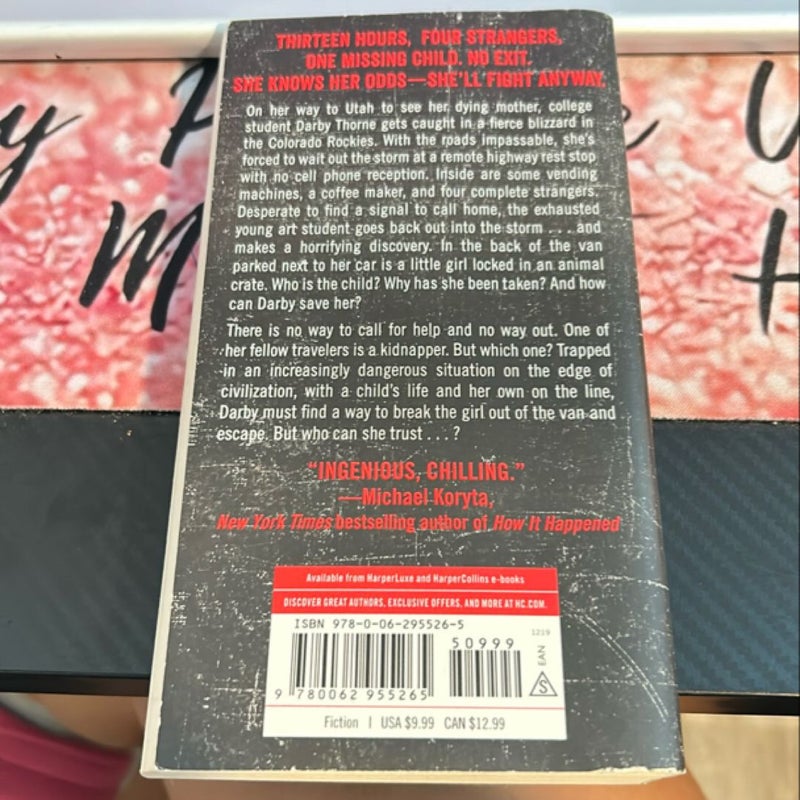 THIRTEEN HOURS, FOUR STRANGERS,
ONE MISSING CHILD. NO EXIT.
SHE KNOWS HER ODDS—SHE'LL FIGHT ANYWAY.
On her way to Utah to see her dying mother, college
student Darby Thorne gets caught in a fierce blizzard in
the Colorado Rockies. With the roads impassable, she's
forced to wait out the storm at a remote highway rest stop
with no cell phone reception. Inside are some vending
machines, a coffee maker, and four complete strangers.
Desperate to find a signal to call home, the exhausted
young art student goes back out into the storm . . . and
makes a horrifying discovery. In the back of the van
parked next to her car is a little girl locked in an animal
crate. Who is the child? Why has she been taken? And how
can Darby save her?
There is no way to call for help and no way out. One of
her fellow travelers is a kidnapper. But which one? Trapped
in an increasingly dangerous situation on the edge of
civilization, with a child's life and her own on the line,
Darby must find a way to break the girl out of the van and
escape. But who can she trust . . . ?
"INGENIOUS, CHILLING."
—Michael Koryta,
New York Times bestselling author of How It Happened
Available from HarperLuxe and HarperCollins e-books
DISCOVER GREAT AUTHORS, EXCLUSIVE OFFERS, AND MORE AT HC.COM.
ISBN 978-0-06-295526-5
50999
1219
EAN
S
9 780062 955265
Fiction | USA $9.99 CAN $12.99